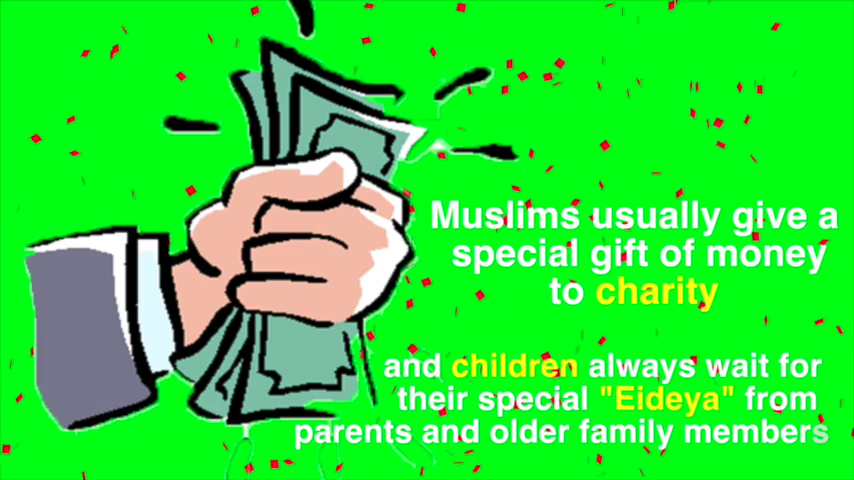 Muslims usually give a
special gift of money
to charity
and children always wait for
their special "Eideya" from
parents and older family members